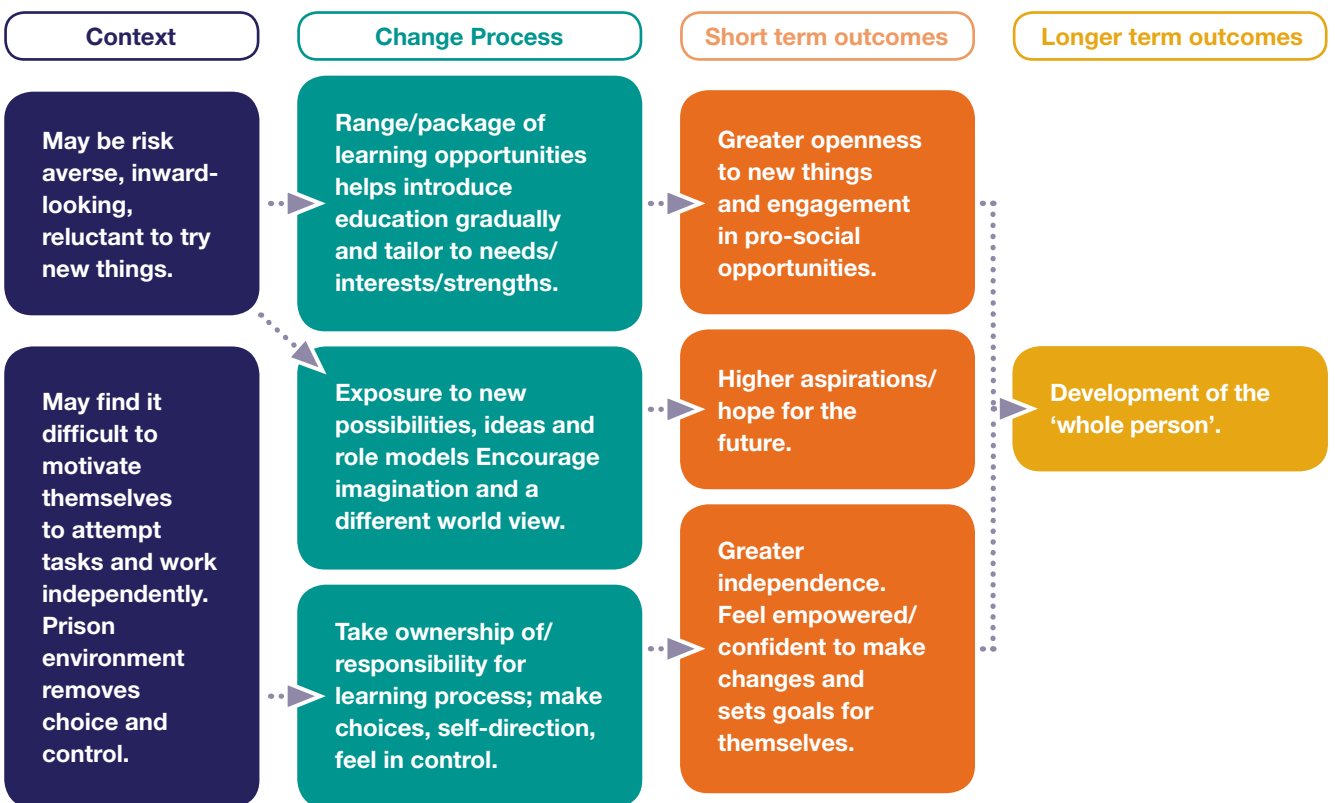 Context
Change Process
Short term outcomes
Longer term outcomes
May be risk
averse, inward-
looking,
reluctant to try
new things.
Range/package of
learning opportunities
helps introduce
education gradually
and tailor to needs/
interests/strengths.
Greater openness
to new things
and engagement
in pro-social
opportunities.
May find it
difficult to
motivate
themselves
to attempt
tasks and work
independently.
Prison
environment
removes
choice and
control.
Exposure to new
possibilities, ideas and
role models Encourage
imagination and a
different world view.
Higher aspirations/
hope for the
future.
Development of the
‘whole person’.
Take ownership of/
responsibility for
learning process; make
choices, self-direction,
feel in control.
Greater
independence.
Feel empowered/
confident to make
changes and
sets goals for
themselves.